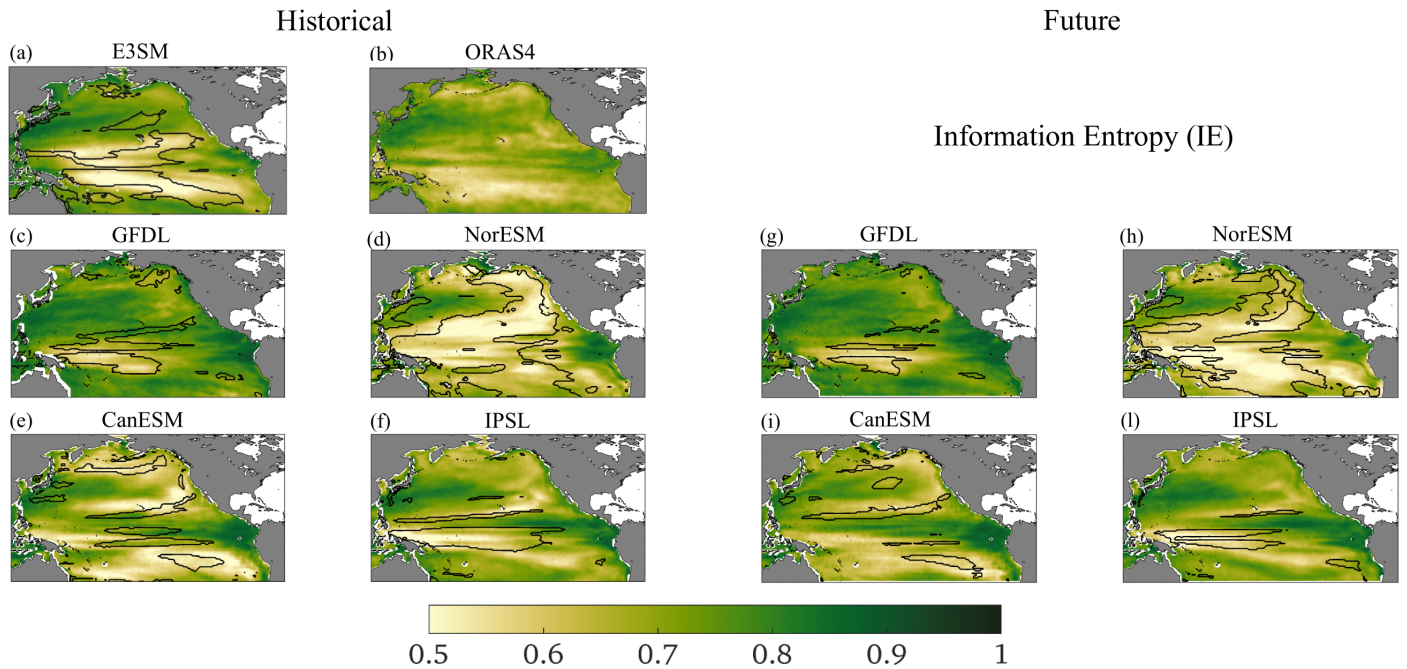 Historical
Future
(a) E3SM
(b) ORAS4
Information Entropy (IE)
(c) GFDL
(d) NorESM
(g) GFDL
(h) NorESM
(e) CanESM
(f) IPSL
(i) CanESM
(l) IPSL
0.5 0.6 0.7 0.8 0.9 1